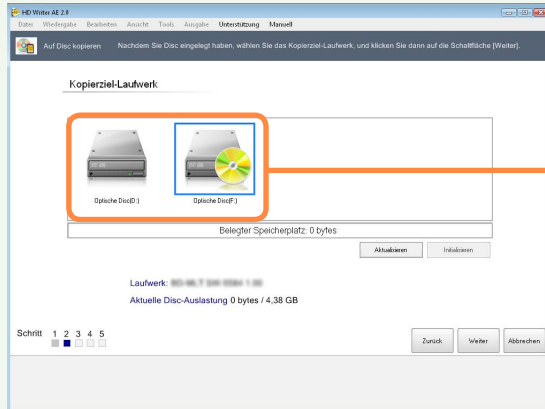 HD Writer AE 2.0
Datei Wiedergabe Bearbeiten Ansicht Tools Ausgabe Unterstützung Manuell
Auf Disc kopieren Nachdem Sie Disc eingelegt haben, wählen Sie das Kopierziel-Laufwerk, und klicken Sie dann auf die Schaltfläche [Weiter].
Kopierziel-Laufwerk
Optische Disc(D:) Optische Disc(F:)
Belegter Speicherplatz: 0 bytes
Aktualisieren Initialisieren
Laufwerk:
Aktuelle Disc-Auslastung 0 bytes / 4,38 GB
Schritt 1 2 3 4 5
Zurück Weiter Abbrechen